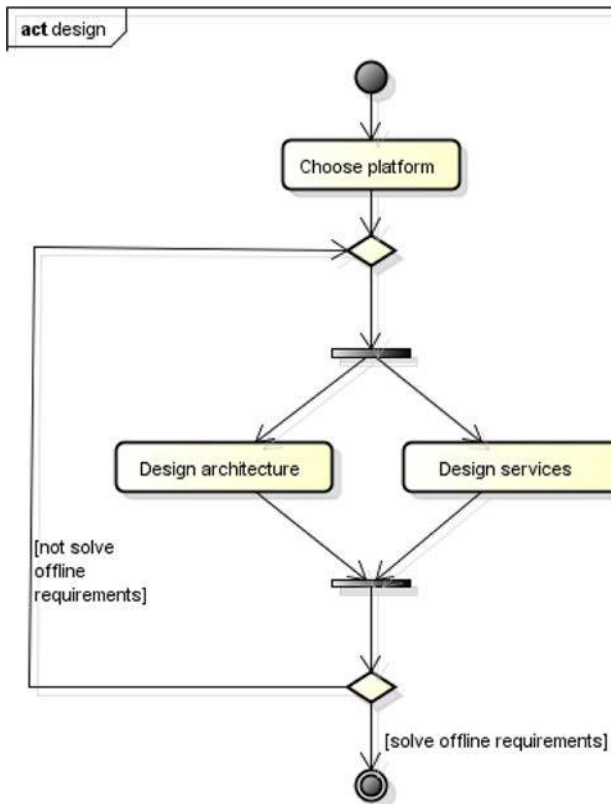 act design
Choose platform
Design architecture
Design services
[not solve
offline
requirements]
[solve offline requirements]